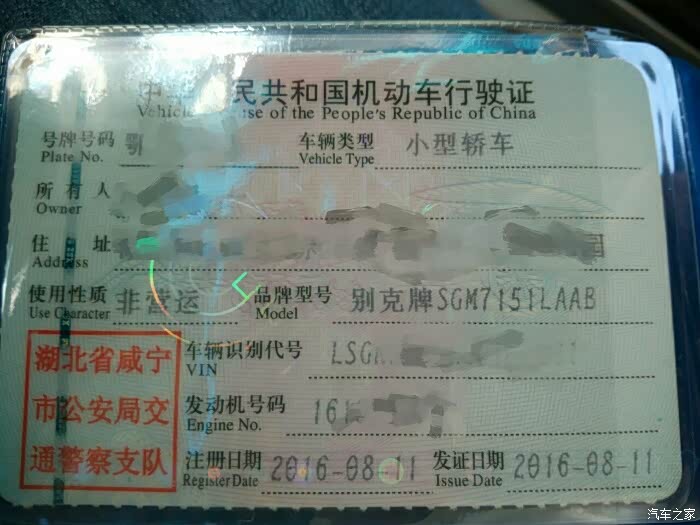 民共和国机动车行驶证
Vehicle of the People's Republic of China
号牌号码 鄂 车辆类型 小型轿车
Plate No. Vehicle Type
所有人
Owner
住址
Address
使用性质 非营运 品牌型号 别克牌SGM7151LAAB
Use Character Model
湖北省咸宁
市公安局交
通警察支队
车辆识别代号 LSG
VIN
发动机号码 161
Engine No.
注册日期 2016-08-11 发证日期 2016-08-11
Register Date Issue Date
汽车之家